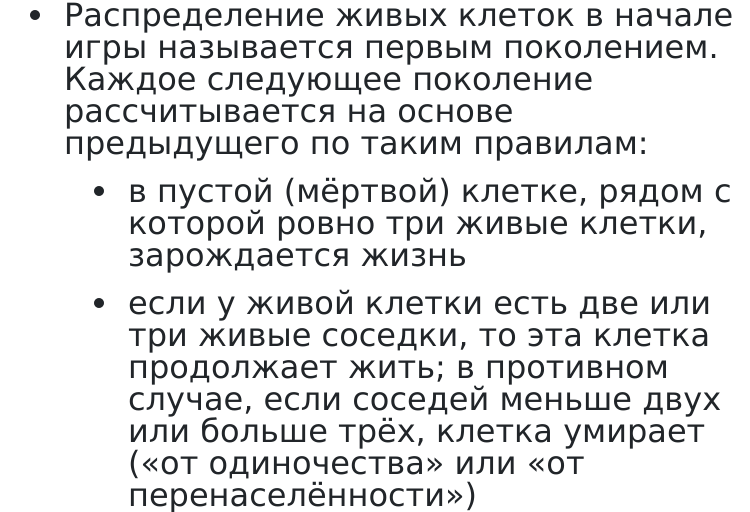 • Распределение живых клеток в начале
игры называется первым поколением.
Каждое следующее поколение
рассчитывается на основе
предыдущего по таким правилам:
• в пустой (мёртвой) клетке, рядом с
которой ровно три живые клетки,
зарождается жизнь
• если у живой клетки есть две или
три живые соседки, то эта клетка
продолжает жить; в противном
случае, если соседей меньше двух
или больше трёх, клетка умирает
(«от одиночества» или «от
перенаселённости»)